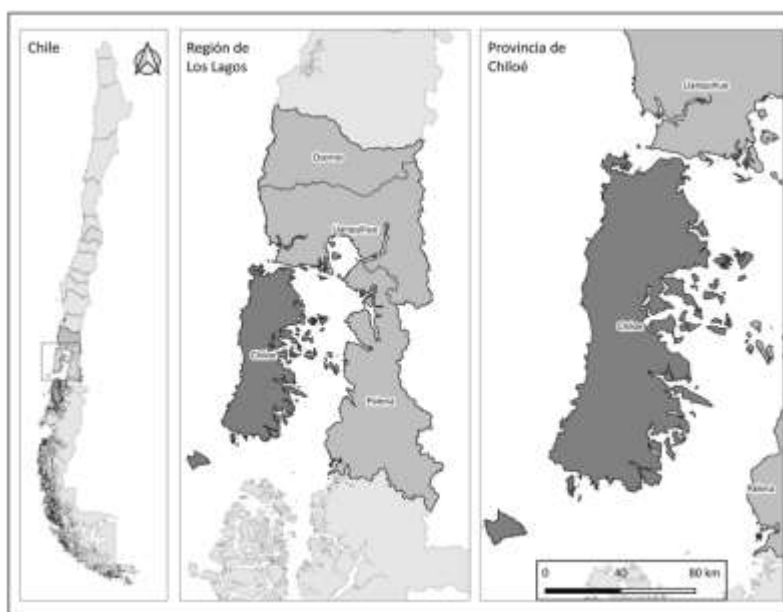 Chile
Región de
Los Lagos
Osorno
Llanquihue
Chiloé
Palena
Provincia de
Chiloé
Llanquihue
Chiloé
Palena
0 40 80 km